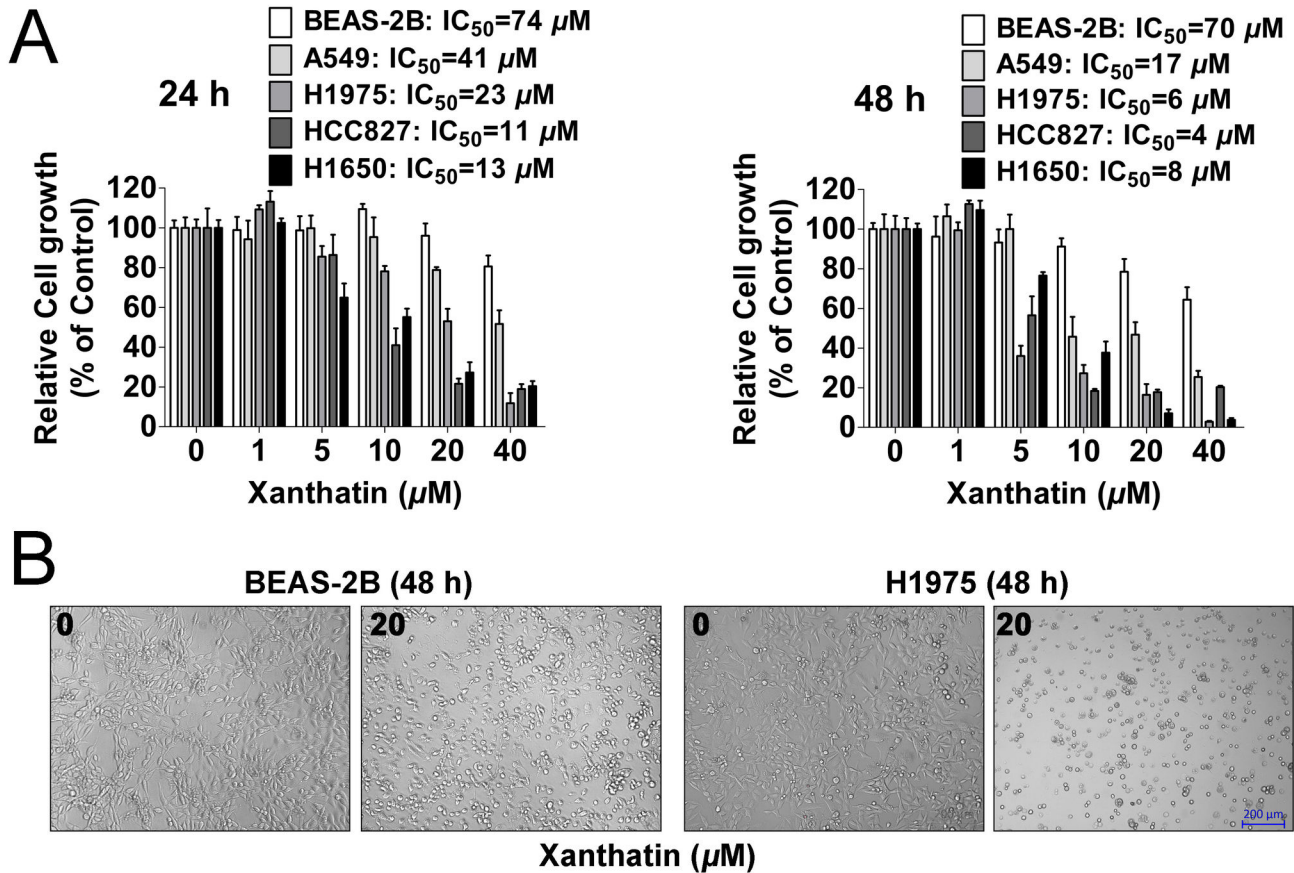 A
24 h
BEAS-2B: IC50=74 µM
A549: IC50=41 µM
H1975: IC50=23 µM
HCC827: IC50=11 µM
H1650: IC50=13 µM
Relative Cell growth
(% of Control)
120
100
80
60
40
20
0
0 1 5 10 20 40
Xanthatin (µM)
48 h
BEAS-2B: IC50=70 µM
A549: IC50=17 µM
H1975: IC50=6 µM
HCC827: IC50=4 µM
H1650: IC50=8 µM
Relative Cell growth
(% of Control)
120
100
80
60
40
20
0
0 1 5 10 20 40
Xanthatin (µM)
B
BEAS-2B (48 h) H1975 (48 h)
0 20 0 20
200 µm
Xanthatin (µM)